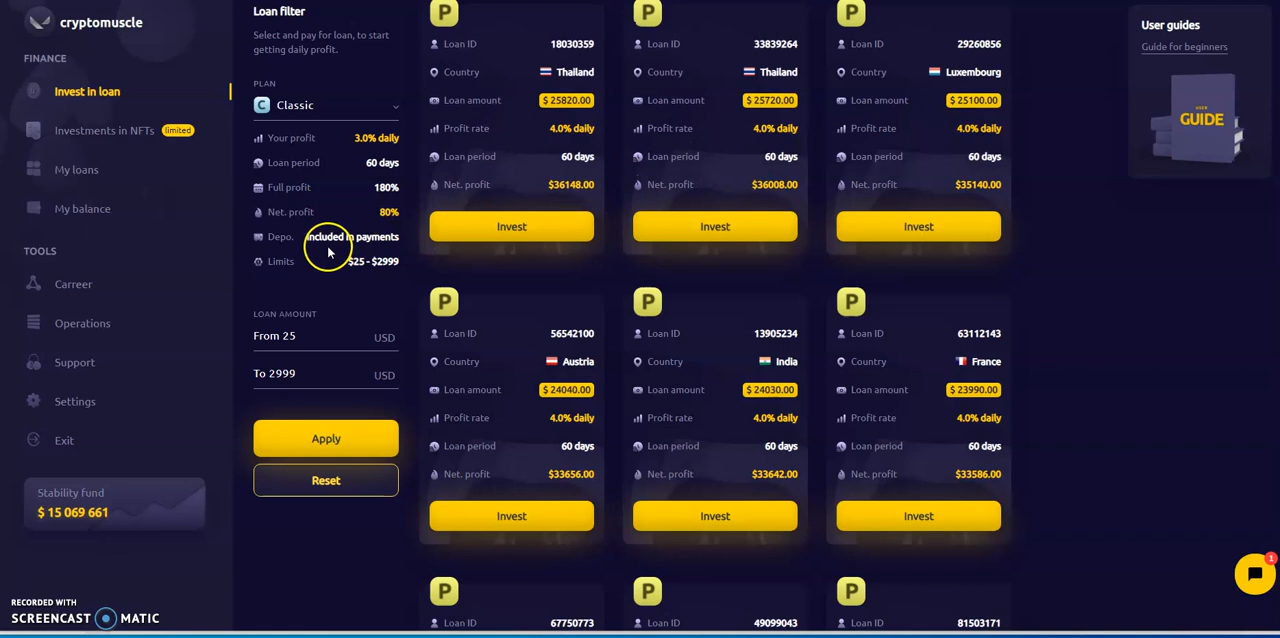 cryptomuscle
FINANCE
Invest in loan
Investments in NFTs limited
My loans
My balance
TOOLS
Carreer
Operations
Support
Settings
Exit
Stability fund
$ 15 069 661
RECORDED WITH
SCREENCAST MATIC
Loan filter
Select and pay for loan, to start
getting daily profit.
PLAN
C Classic
Your profit 3.0% daily
Loan period 60 days
Full profit 180%
Net. profit 80%
Depo. included in payments
Limits $25 - $2999
LOAN AMOUNT
From 25 USD
To 2999 USD
Apply
Reset
P
Loan ID 18030359
Country Thailand
Loan amount $ 25820.00
Profit rate 4.0% daily
Loan period 60 days
Net. profit $36148.00
Invest
P
Loan ID 33839264
Country Thailand
Loan amount $ 25720.00
Profit rate 4.0% daily
Loan period 60 days
Net. profit $36008.00
Invest
P
Loan ID 29260856
Country Luxembourg
Loan amount $ 25100.00
Profit rate 4.0% daily
Loan period 60 days
Net. profit $35140.00
Invest
P
Loan ID 56542100
Country Austria
Loan amount $ 24040.00
Profit rate 4.0% daily
Loan period 60 days
Net. profit $33656.00
Invest
P
Loan ID 13905234
Country India
Loan amount $ 24030.00
Profit rate 4.0% daily
Loan period 60 days
Net. profit $33642.00
Invest
P
Loan ID 63112143
Country France
Loan amount $ 23990.00
Profit rate 4.0% daily
Loan period 60 days
Net. profit $33586.00
Invest
P
Loan ID 67750773
P
Loan ID 49099043
P
Loan ID 81503171
User guides
Guide for beginners
USER
GUIDE
1